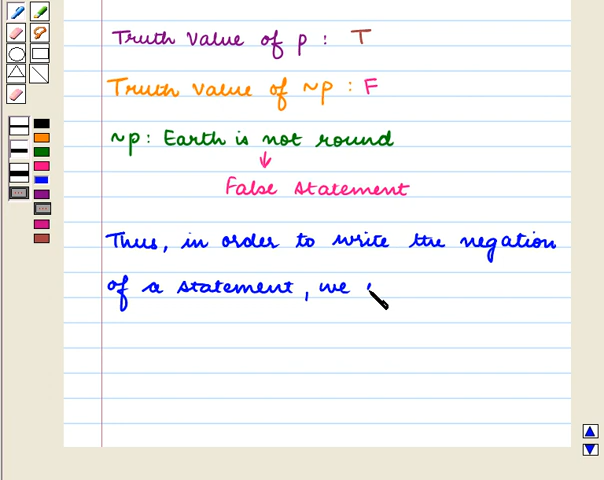 Truth value of p : T
Truth value of ~p : F
~p : Earth is not round
False statement
Thus, in order to write the negation
of a statement, we